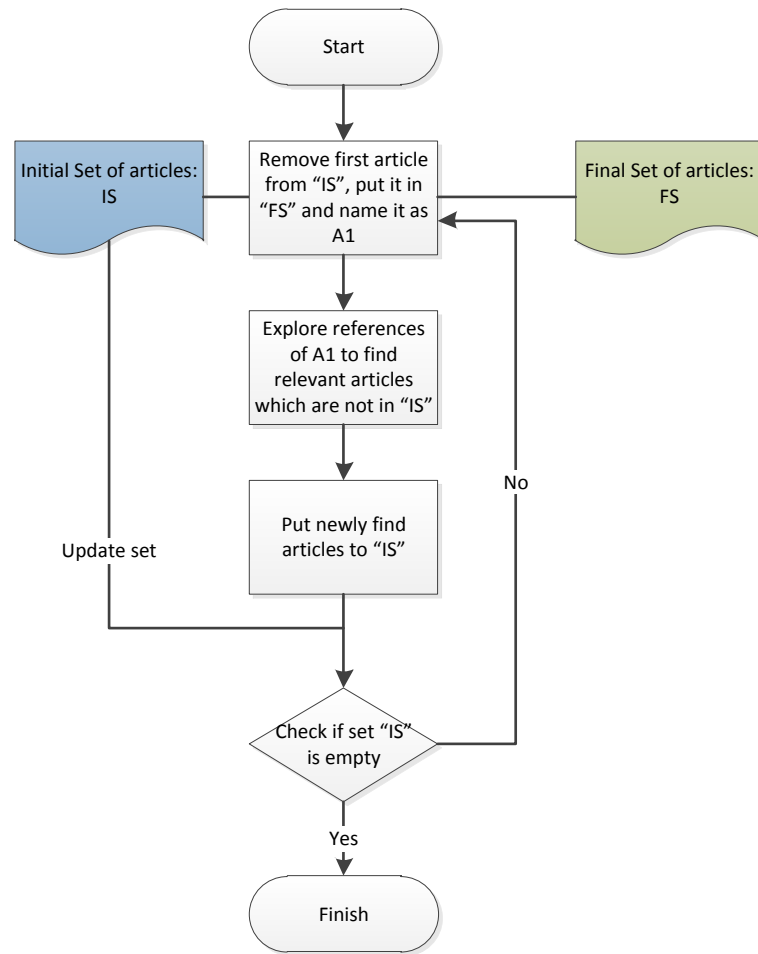 Start
Initial Set of articles:
IS
Remove first article
from “IS”, put it in
“FS” and name it as
A1
Final Set of articles:
FS
Explore references
of A1 to find
relevant articles
which are not in “IS”
No
Put newly find
articles to “IS”
Update set
Check if set “IS”
is empty
Yes
Finish